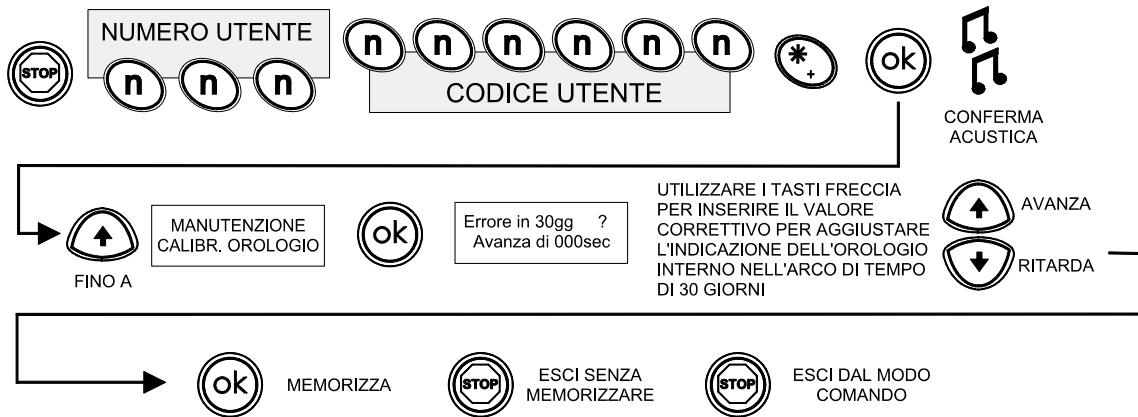 STOP
NUMERO UTENTE
n n n
n n n n n n
CODICE UTENTE
*+
ok
CONFERMA
ACUSTICA
FINO A
MANUTENZIONE
CALIBR. OROLOGIO
ok
Errore in 30gg ?
Avanza di 000sec
UTILIZZARE I TASTI FRECCIA
PER INSERIRE IL VALORE
CORRETTIVO PER AGGIUSTARE
L'INDICAZIONE DELL'OROLOGIO
INTERNO NELL'ARCO DI TEMPO
DI 30 GIORNI
AVANZA
RITARDA
ok
MEMORIZZA
STOP
ESCI SENZA
MEMORIZZARE
STOP
ESCI DAL MODO
COMANDO